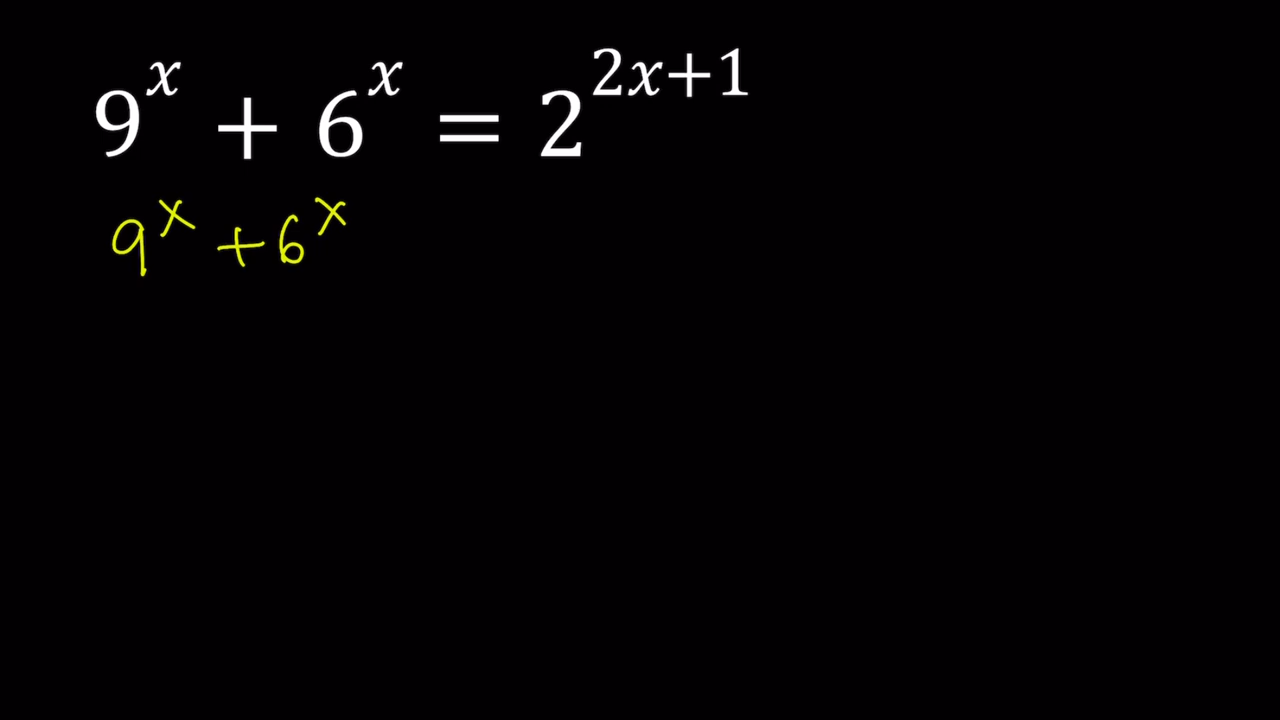 9^x + 6^x = 2^{2x+1}
9^x + 6^x